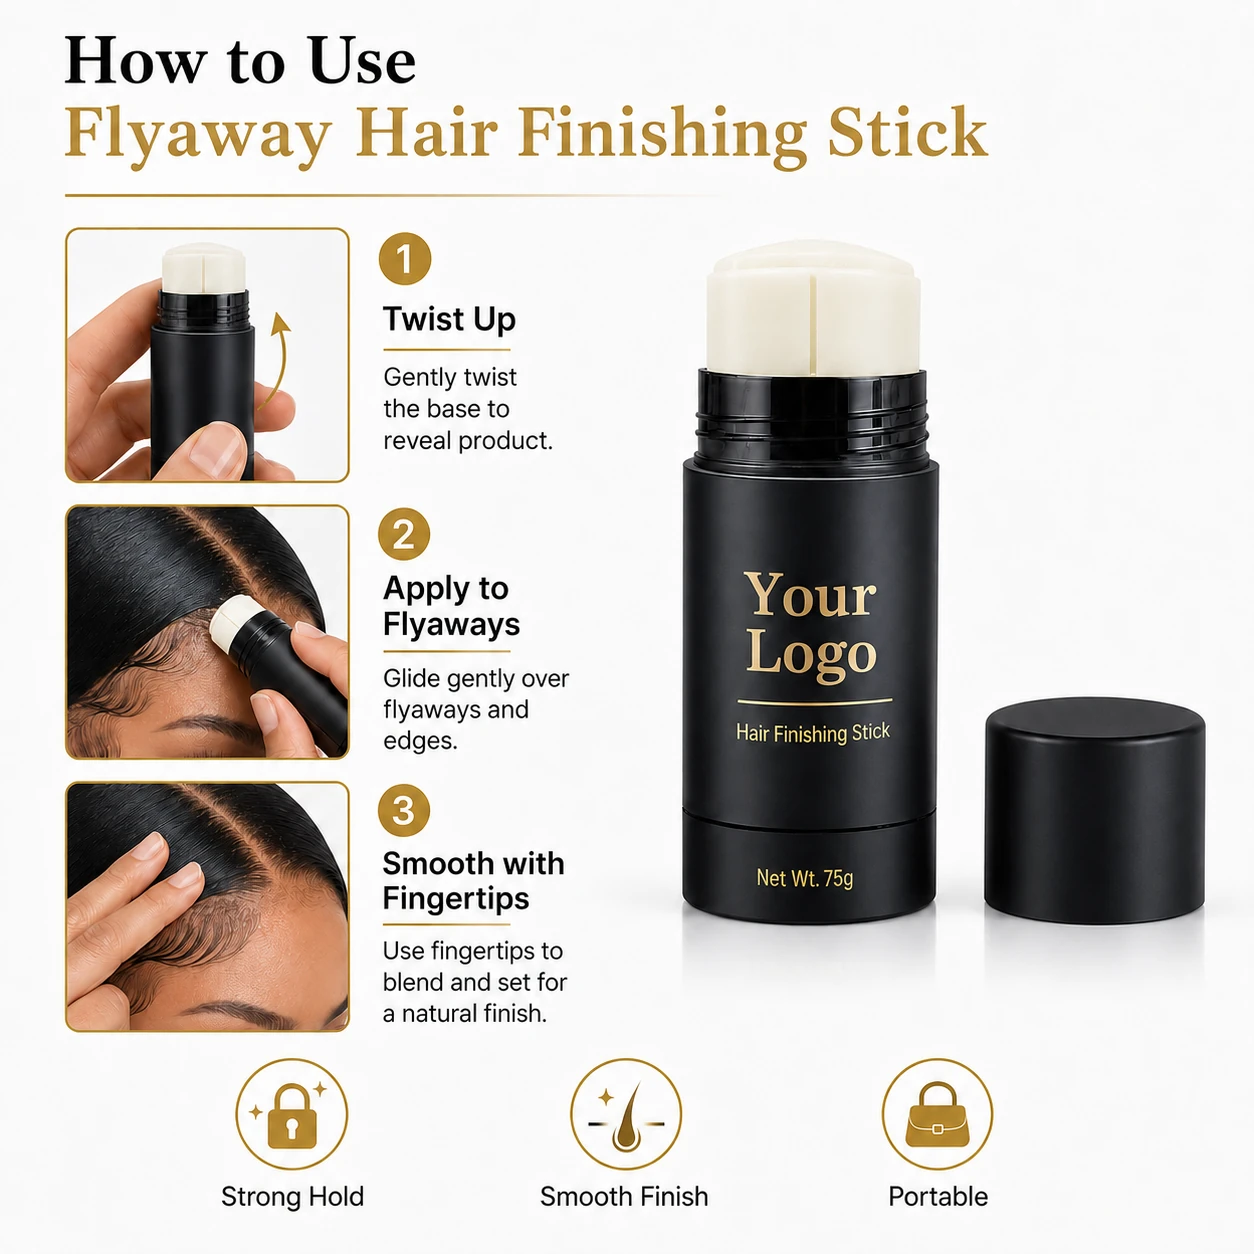 How to Use
Flyaway Hair Finishing Stick
1
Twist Up
Gently twist
the base to
reveal product.
2
Apply to
Flyaways
Glide gently over
flyaways and
edges.
3
Smooth with
Fingertips
Use fingertips to
blend and set for
a natural finish.
Your
Logo
Hair Finishing Stick
Net Wt. 75g
Strong Hold
Smooth Finish
Portable